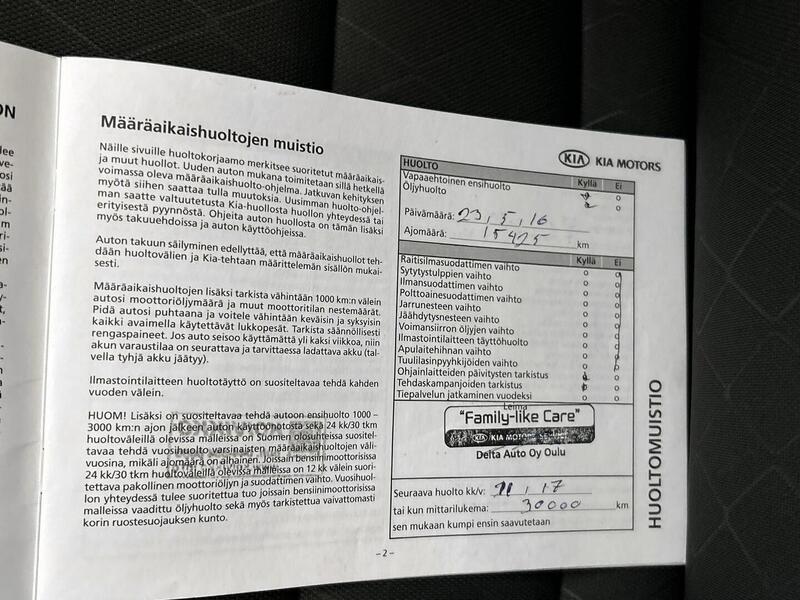 ON
Määräaikaishuoltojen muistio
Näille sivuille huoltokorjaamo merkitsee suoritetut määräaikais-
ja muut huollot. Uuden auton mukana toimitetaan sillä hetkellä
voimassa oleva määräaikaishuolto-ohjelma. Jatkuvan kehityksen
myötä siihen saattaa tulla muutoksia. Uusimman huolto-ohjel-
man saatte valtuutetusta Kia-huollosta huollon yhteydessä tai
erityisestä pyynnöstä. Ohjeita auton huollosta on tämän lisäksi
myös takuuehdoissa ja auton käyttöohjeissa.
Auton takuun säilyminen edellyttää, että määräaikaishuollot teh-
dään huoltovälien ja Kia-tehtaan määrittelemän sisällön mukai-
sesti.
Määräaikaishuoltojen lisäksi tarkista vähintään 1000 km:n välein
autosi moottoriöljymäärä ja muut moottoritilan nestemäärät.
Pidä autosi puhtaana ja voitele vähintään keväisin ja syksyisin
kaikki avaimella käytettävät lukkopesät. Tarkista säännöllisesti
rengaspaineet. Jos auto seisoo käyttämättä yli kaksi viikkoa, niin
akun varaustilaa on seurattava ja tarvittaessa ladattava akku (tal-
vella tyhjä akku jäätyy).
Ilmastointilaitteen huoltotäyttö on suositeltava tehdä kahden
vuoden välein.
HUOM! Lisäksi on suositeltavaa tehdä autoon ensihuolto 1000 –
3000 km:n ajon jälkeen auton käyttöönotosta sekä 24 kk/30 tkm
huoltoväleillä olevissa malleissa on Suomen olosuhteissa suositel-
tavaa tehdä vuosihuolto varsinaisten määräaikaishuoltojen väli-
vuosina, mikäli ajomäärä on alhainen. Joissain bensiinimoottorisissa
24 kk/30 tkm huoltoväleillä olevissa malleissa on 12 kk välein suori-
tettava pakollinen moottoriöljyn ja suodattimen vaihto. Vuosihuol-
lon yhteydessä tulee suoritettua tuo joissain bensiinimoottorisissa
malleissa vaadittu öljyhuolto sekä myös tarkistettua vaivattomasti
korin ruostesuojauksen kunto.
KIA KIA MOTORS
HUOLTO Kyllä Ei
Vapaaehtoinen ensihuolto
Öljyhuolto
Päivämäärä: 23,5,16
Ajomäärä: 15425 km
Kyllä Ei
Raitisilmasuodattimen vaihto
Sytytystulppien vaihto
Ilmansuodattimen vaihto
Polttoainesuodattimen vaihto
Jarrunesteen vaihto
Jäähdytysnesteen vaihto
Voimansiirron öljyjen vaihto
Ilmastointilaitteen täyttöhuolto
Apulaitehihnan vaihto
Tuulilasinpyyhkijöiden vaihto
Ohjainlaitteiden päivitysten tarkistus
Tehdaskampanjoiden tarkistus
Tiepalvelun jatkaminen vuodeksi
Leima
"Family-like Care"
KIA KIA MOTORS
Delta Auto Oy Oulu
Seuraava huolto kk/v:
tai kun mittarilukema: 30000 km
sen mukaan kumpi ensin saavutetaan
HUOLTOMUISTIO
– 2 –